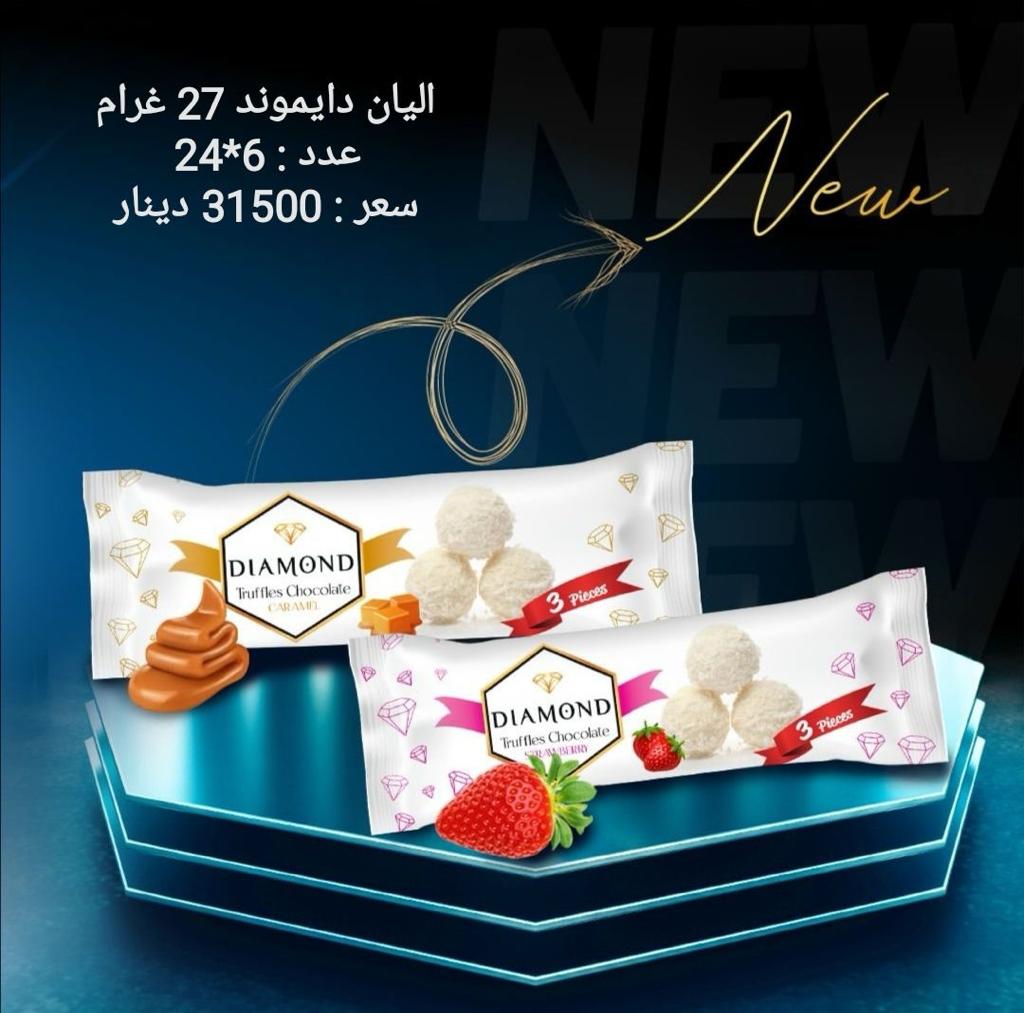 اليان دايموند 27 غرام
عدد : 6*24
سعر : 31500 دينار
New
NEW
NEW
NEW
DIAMOND
Truffles Chocolate
CARAMEL
3 Pieces
DIAMOND
Truffles Chocolate
STRAWBERRY
3 Pieces